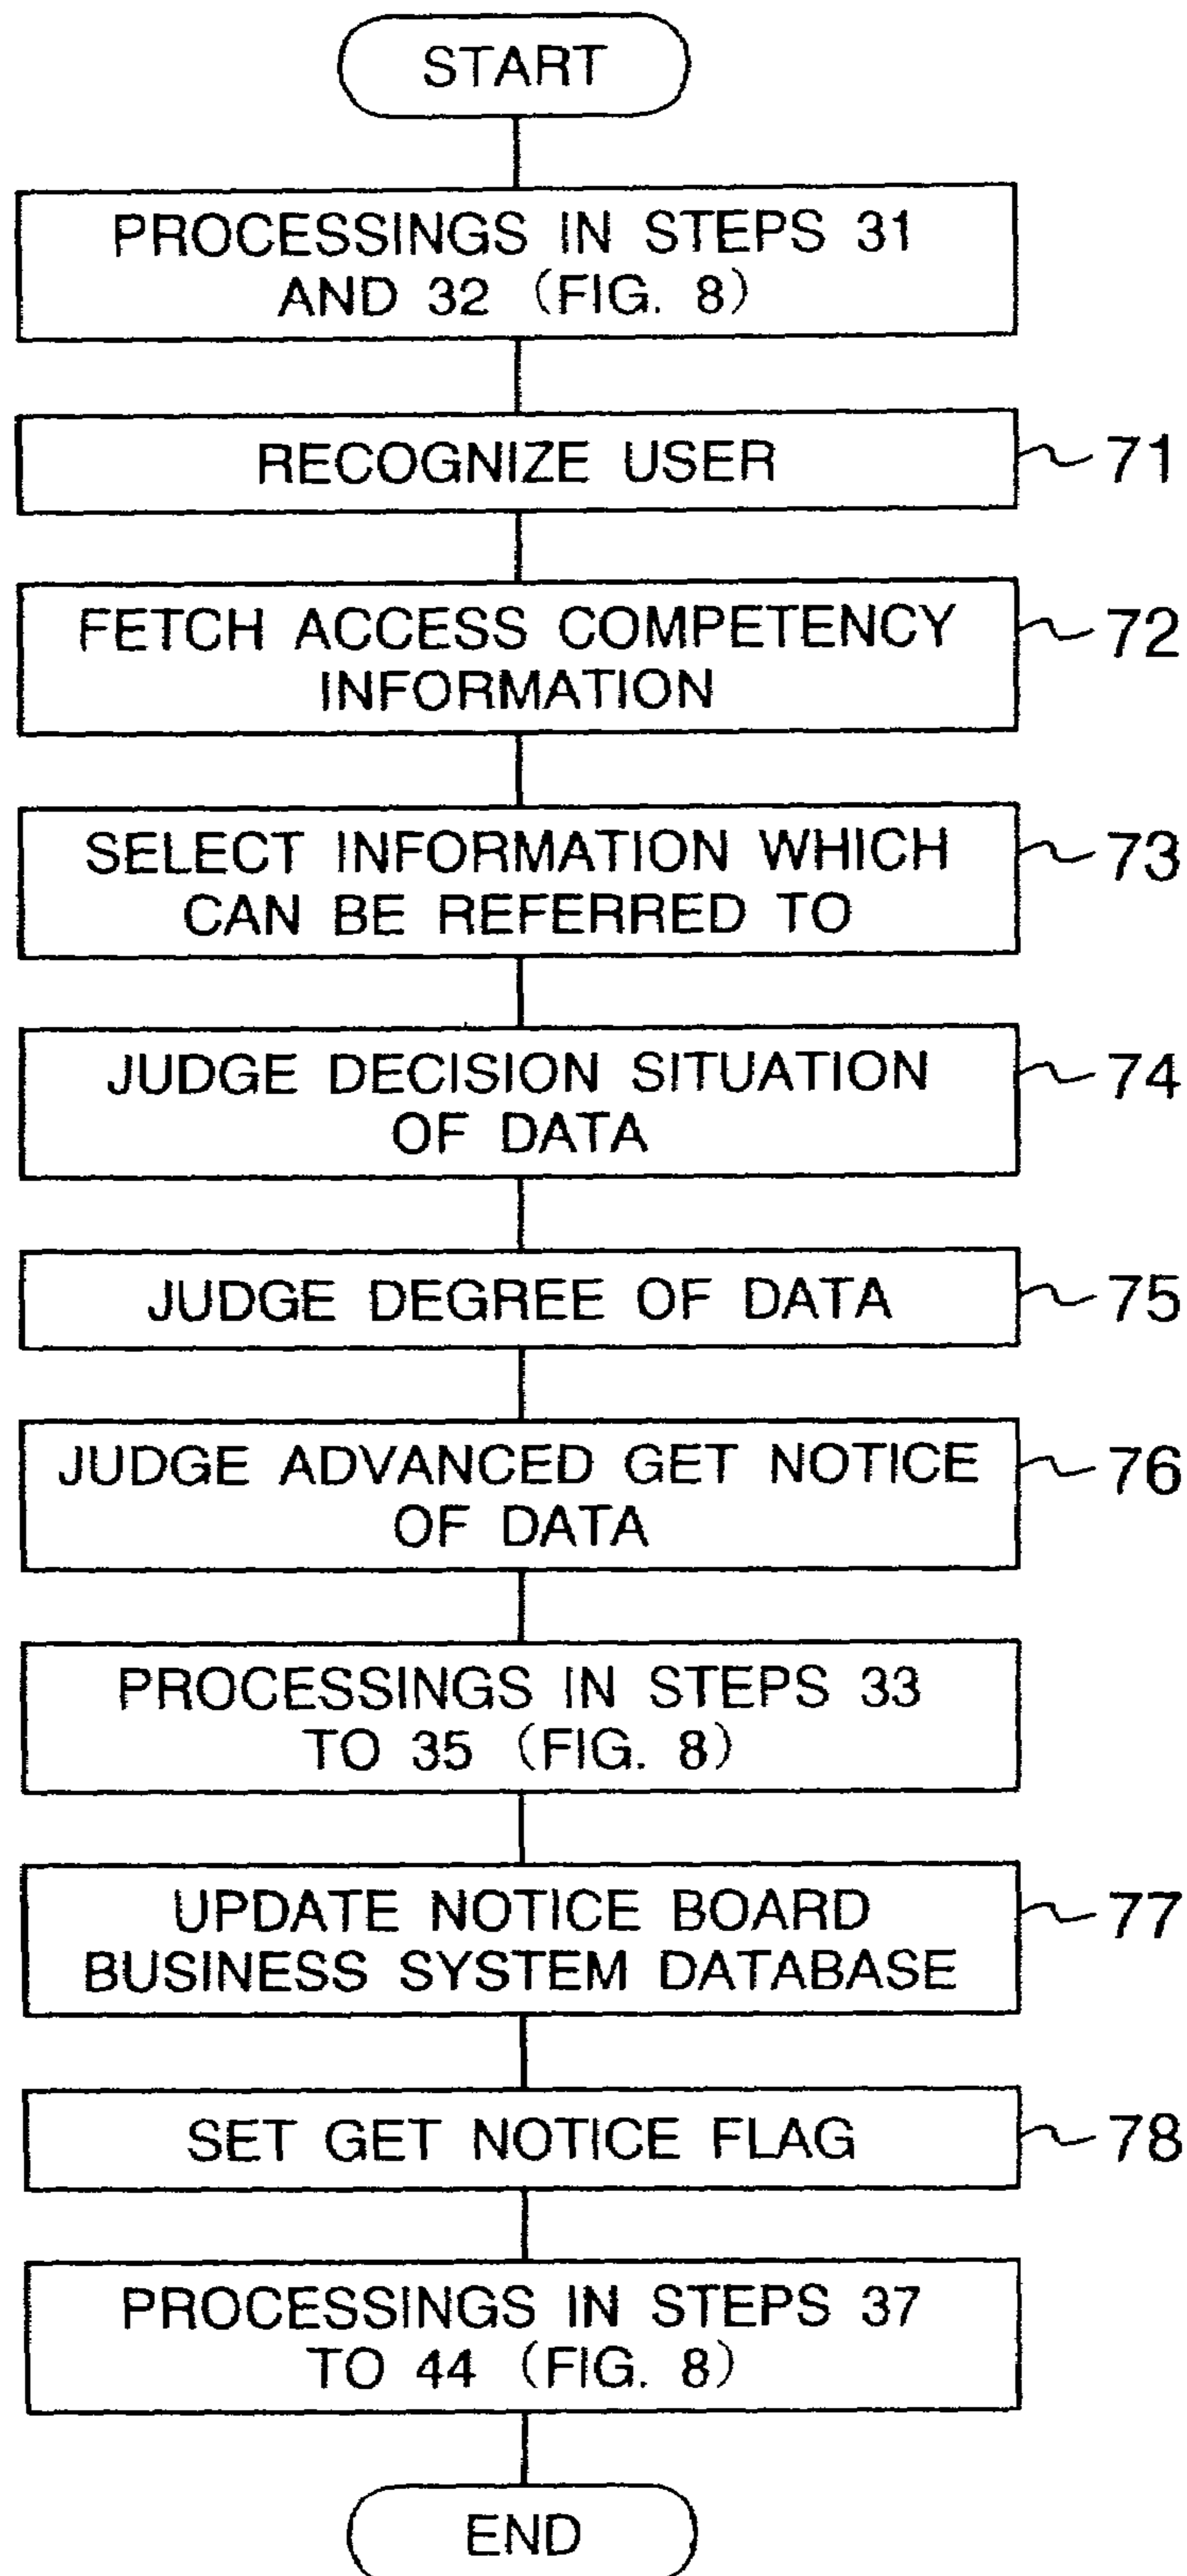 START
PROCESSINGS IN STEPS 31
AND 32 (FIG. 8)
RECOGNIZE USER
71
FETCH ACCESS COMPETENCY
INFORMATION
72
SELECT INFORMATION WHICH
CAN BE REFERRED TO
73
JUDGE DECISION SITUATION
OF DATA
74
JUDGE DEGREE OF DATA
75
JUDGE ADVANCED GET NOTICE
OF DATA
76
PROCESSINGS IN STEPS 33
TO 35 (FIG. 8)
UPDATE NOTICE BOARD
BUSINESS SYSTEM DATABASE
77
SET GET NOTICE FLAG
78
PROCESSINGS IN STEPS 37
TO 44 (FIG. 8)
END